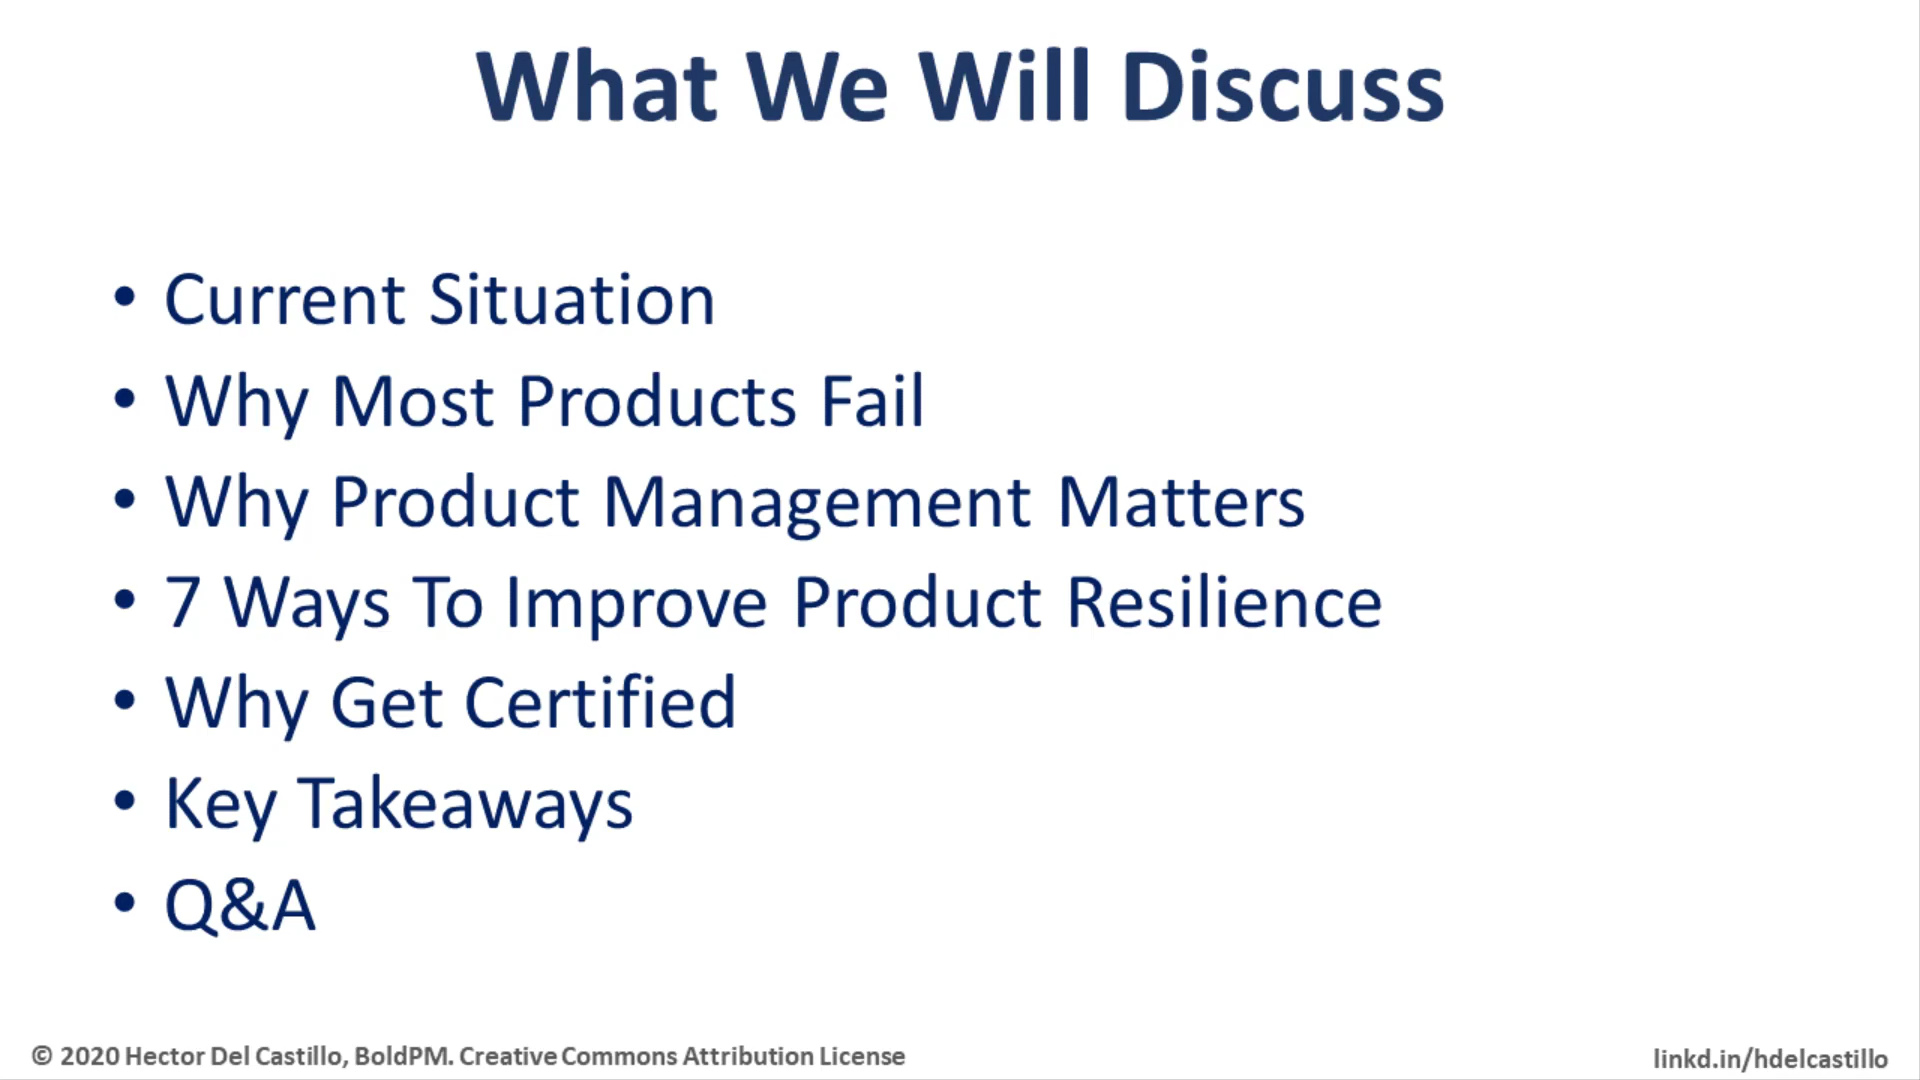 What We Will Discuss
• Current Situation
• Why Most Products Fail
• Why Product Management Matters
• 7 Ways To Improve Product Resilience
• Why Get Certified
• Key Takeaways
• Q&A
© 2020 Hector Del Castillo, BoldPM. Creative Commons Attribution License
linkd.in/hdelcastillo